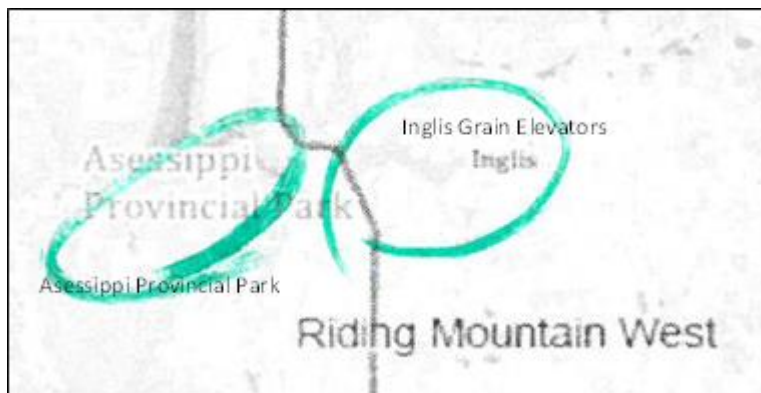 Inglis Grain Elevators
Asessippi
Inglis
Provincial Park
Asessippi Provincial Park
Riding Mountain West